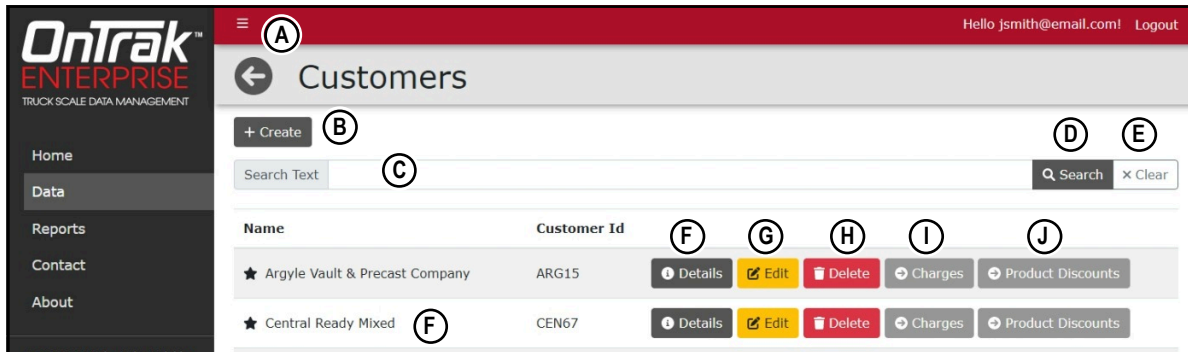 OnTrak™
ENTERPRISE
TRUCK SCALE DATA MANAGEMENT
Home
Data
Reports
Contact
About
A
Hello jsmith@email.com! Logout
Customers
+ Create B
D E
Search Text C Search × Clear
Name Customer Id
F G H I J
Argyle Vault & Precast Company ARG15 Details Edit Delete Charges Product Discounts
Central Ready Mixed F CEN67 Details Edit Delete Charges Product Discounts